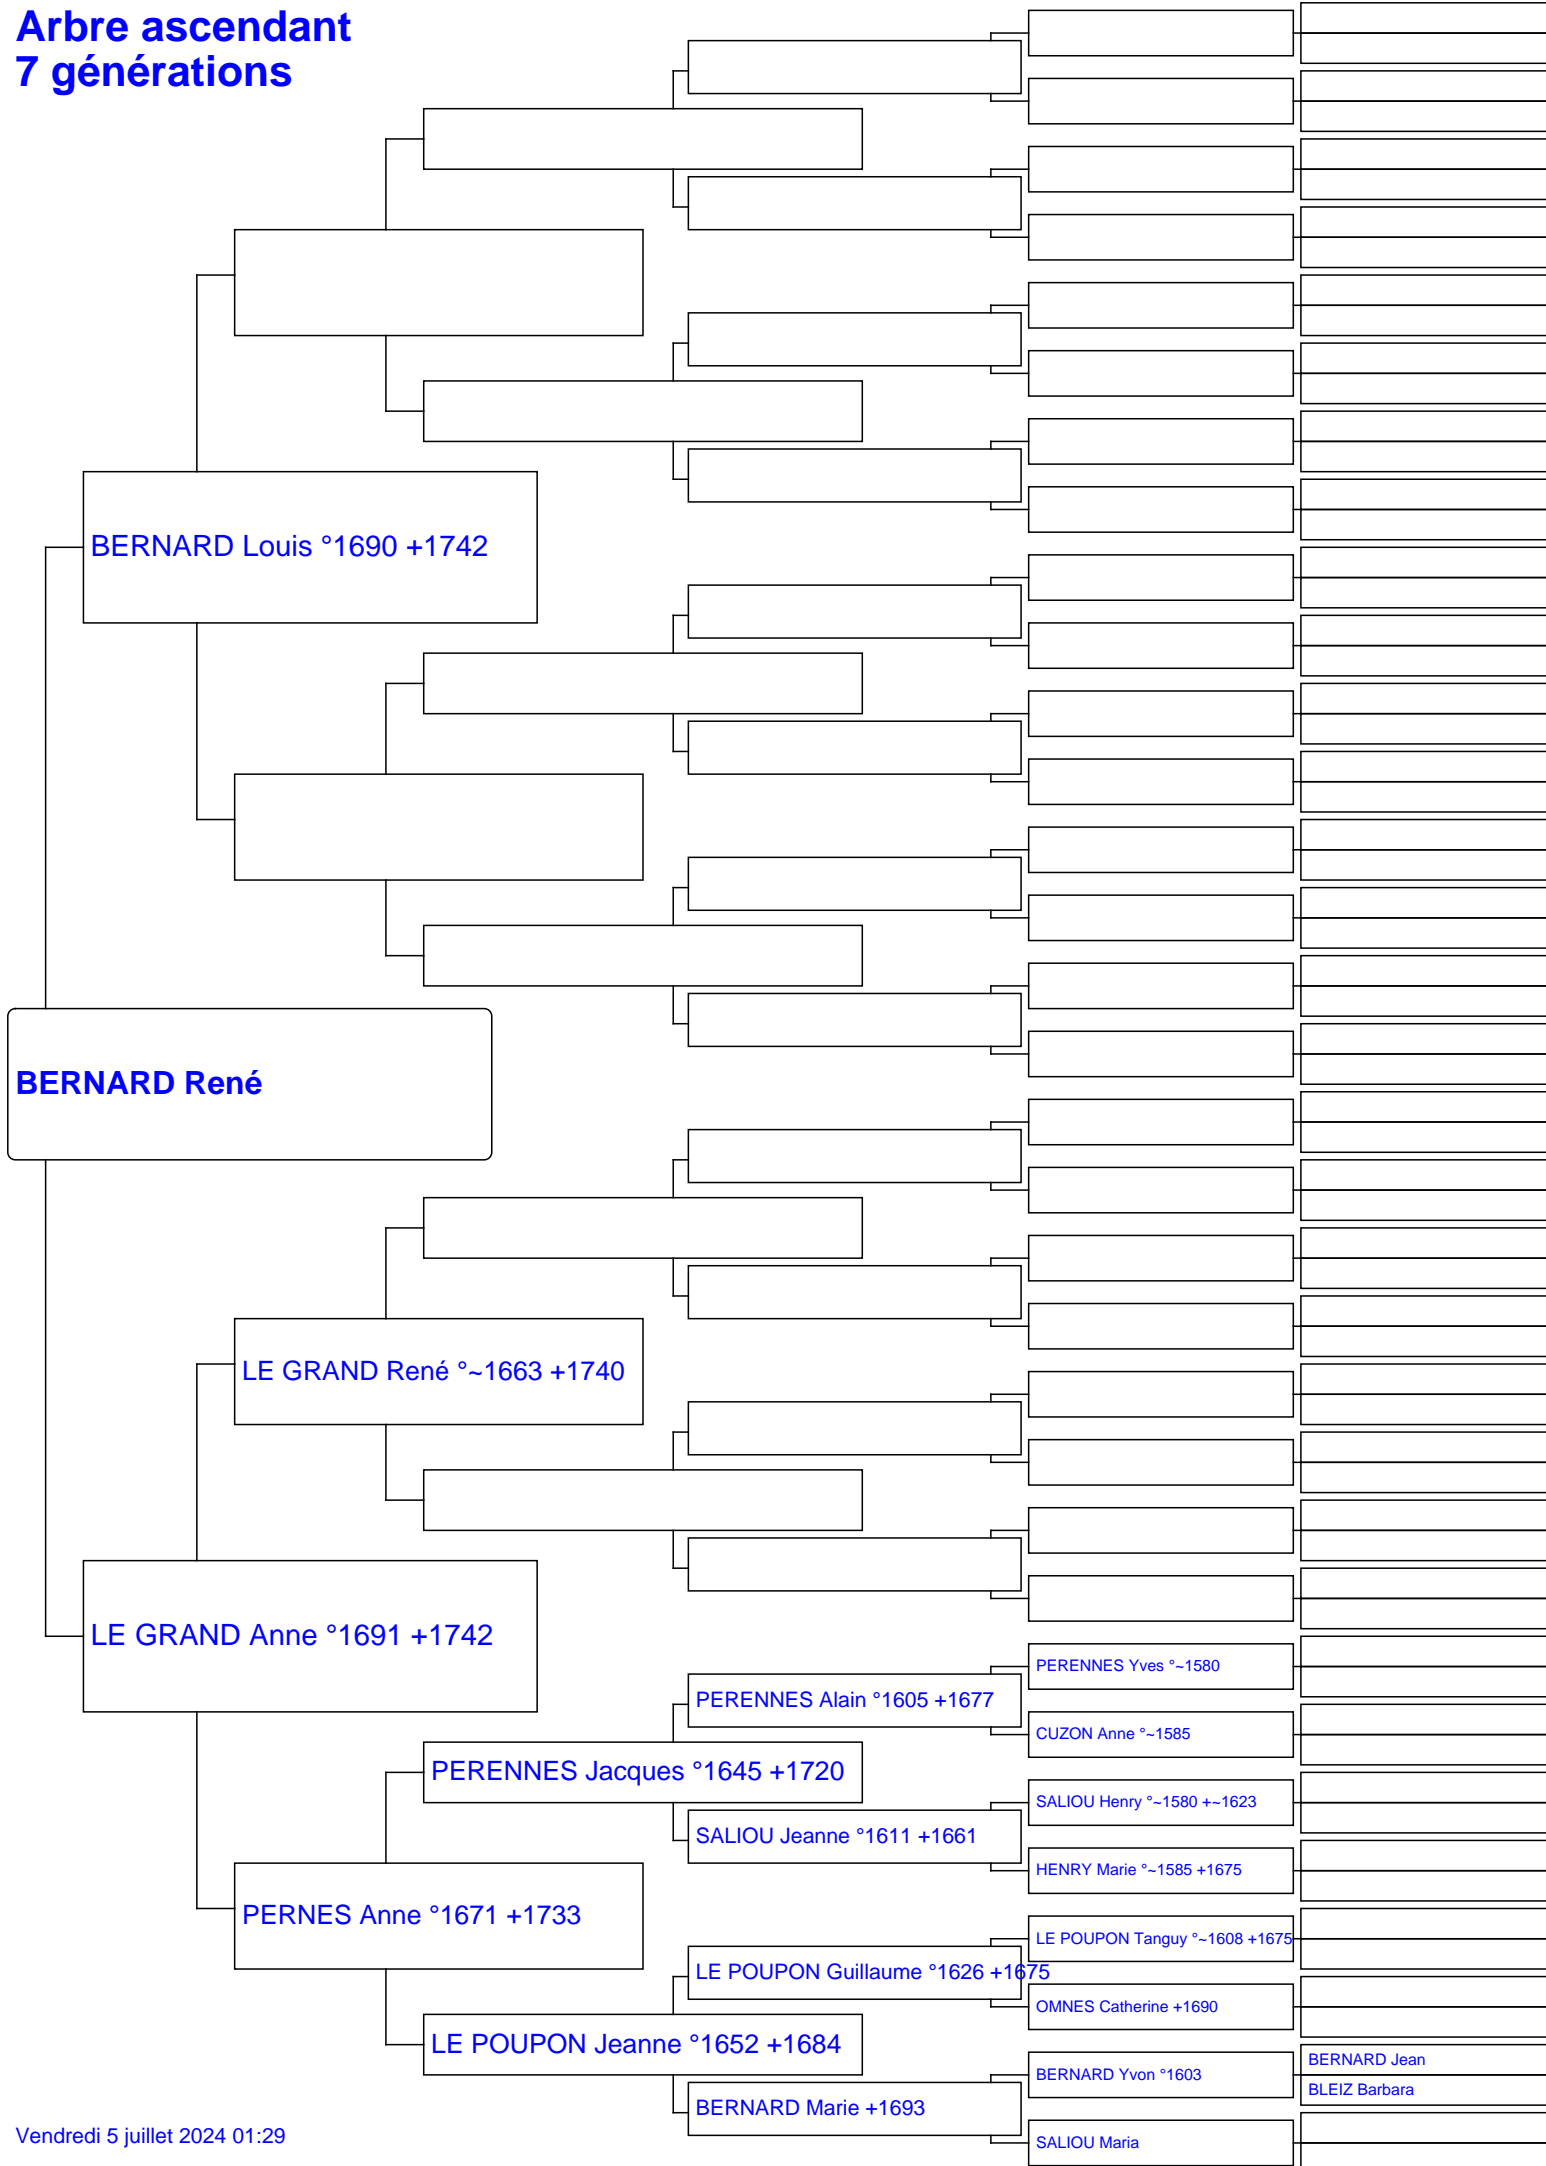 Arbre ascendant
7 générations
BERNARD Louis °1690 +1742
BERNARD René
LE GRAND René °~1663 +1740
LE GRAND Anne °1691 +1742
PERENNES Yves °~1580
PERENNES Alain °1605 +1677
CUZON Anne °~1585
PERENNES Jacques °1645 +1720
SALIOU Henry °~1580 +~1623
SALIOU Jeanne °1611 +1661
HENRY Marie °~1585 +1675
PERNES Anne °1671 +1733
LE POUPON Tanguy °~1608 +1675
LE POUPON Guillaume °1626 +1675
OMNES Catherine +1690
LE POUPON Jeanne °1652 +1684
BERNARD Jean
BERNARD Yvon °1603
BLEIZ Barbara
BERNARD Marie +1693
SALIOU Maria
Vendredi 5 juillet 2024 01:29